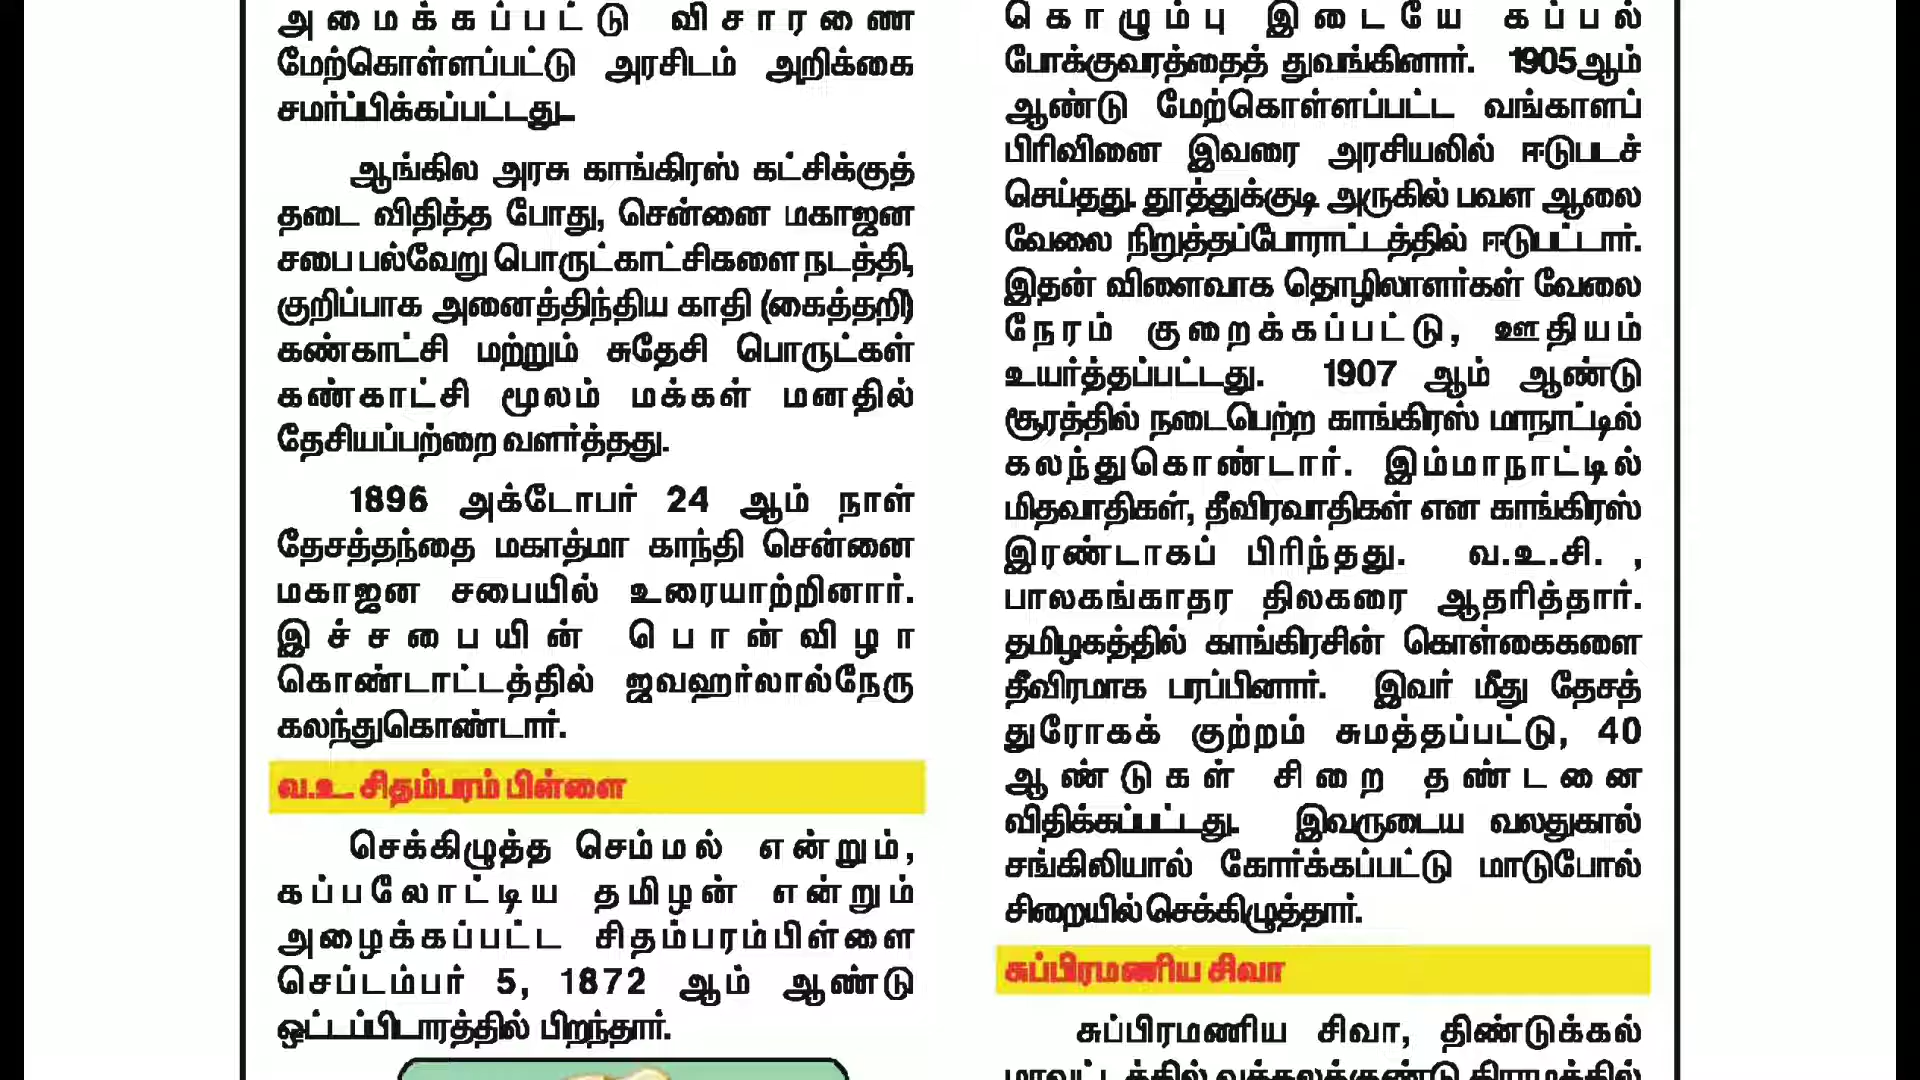 அமைக்கப்பட்டு விசாரணை
மேற்கொள்ளப்பட்டு அரசிடம் அறிக்கை
சமர்ப்பிக்கப்பட்டது.
ஆங்கில அரசு காங்கிரஸ் கட்சிக்குத்
தடை விதித்த போது, சென்னை மகாஜன
சபை பல்வேறு பொருட்காட்சிகளை நடத்தி,
குறிப்பாக அனைத்திந்திய காதி (கைத்தறி)
கண்காட்சி மற்றும் சுதேசி பொருட்கள்
கண்காட்சி மூலம் மக்கள் மனதில்
தேசியப்பற்றை வளர்த்தது.
1896 அக்டோபர் 24 ஆம் நாள்
தேசத்தந்தை மகாத்மா காந்தி சென்னை
மகாஜன சபையில் உரையாற்றினார்.
இச்சபையின் பொன்விழா
கொண்டாட்டத்தில் ஜவஹர்லால்நேரு
கலந்துகொண்டார்.
வ.உ. சிதம்பரம் பிள்ளை
செக்கிழுத்த செம்மல் என்றும்,
கப்பலோட்டிய தமிழன் என்றும்
அழைக்கப்பட்ட சிதம்பரம்பிள்ளை
செப்டம்பர் 5, 1872 ஆம் ஆண்டு
ஒட்டப்பிடாரத்தில் பிறந்தார்.
கொழும்பு இடையே கப்பல்
போக்குவரத்தைத் துவங்கினார். 1905ஆம்
ஆண்டு மேற்கொள்ளப்பட்ட வங்காளப்
பிரிவினை இவரை அரசியலில் ஈடுபடச்
செய்தது. தூத்துக்குடி அருகில் பவள ஆலை
வேலை நிறுத்தப்போராட்டத்தில் ஈடுபட்டார்.
இதன் விளைவாக தொழிலாளர்கள் வேலை
நேரம் குறைக்கப்பட்டு, ஊதியம்
உயர்த்தப்பட்டது. 1907 ஆம் ஆண்டு
சூரத்தில் நடைபெற்ற காங்கிரஸ் மாநாட்டில்
கலந்துகொண்டார். இம்மாநாட்டில்
மிதவாதிகள், தீவிரவாதிகள் என காங்கிரஸ்
இரண்டாகப் பிரிந்தது. வ.உ.சி. ,
பாலகங்காதர திலகரை ஆதரித்தார்.
தமிழகத்தில் காங்கிரசின் கொள்கைகளை
தீவிரமாக பரப்பினார். இவர் மீது தேசத்
துரோகக் குற்றம் சுமத்தப்பட்டு, 40
ஆண்டுகள் சிறை தண்டனை
விதிக்கப்பட்டது. இவருடைய வலதுகால்
சங்கிலியால் கோர்க்கப்பட்டு மாடுபோல்
சிறையில் செக்கிழுத்தார்.
சுப்பிரமணிய சிவா
சுப்பிரமணிய சிவா, திண்டுக்கல்
மாவட்டத்தில் வத்தலக்குண்டு கிராமத்தில்